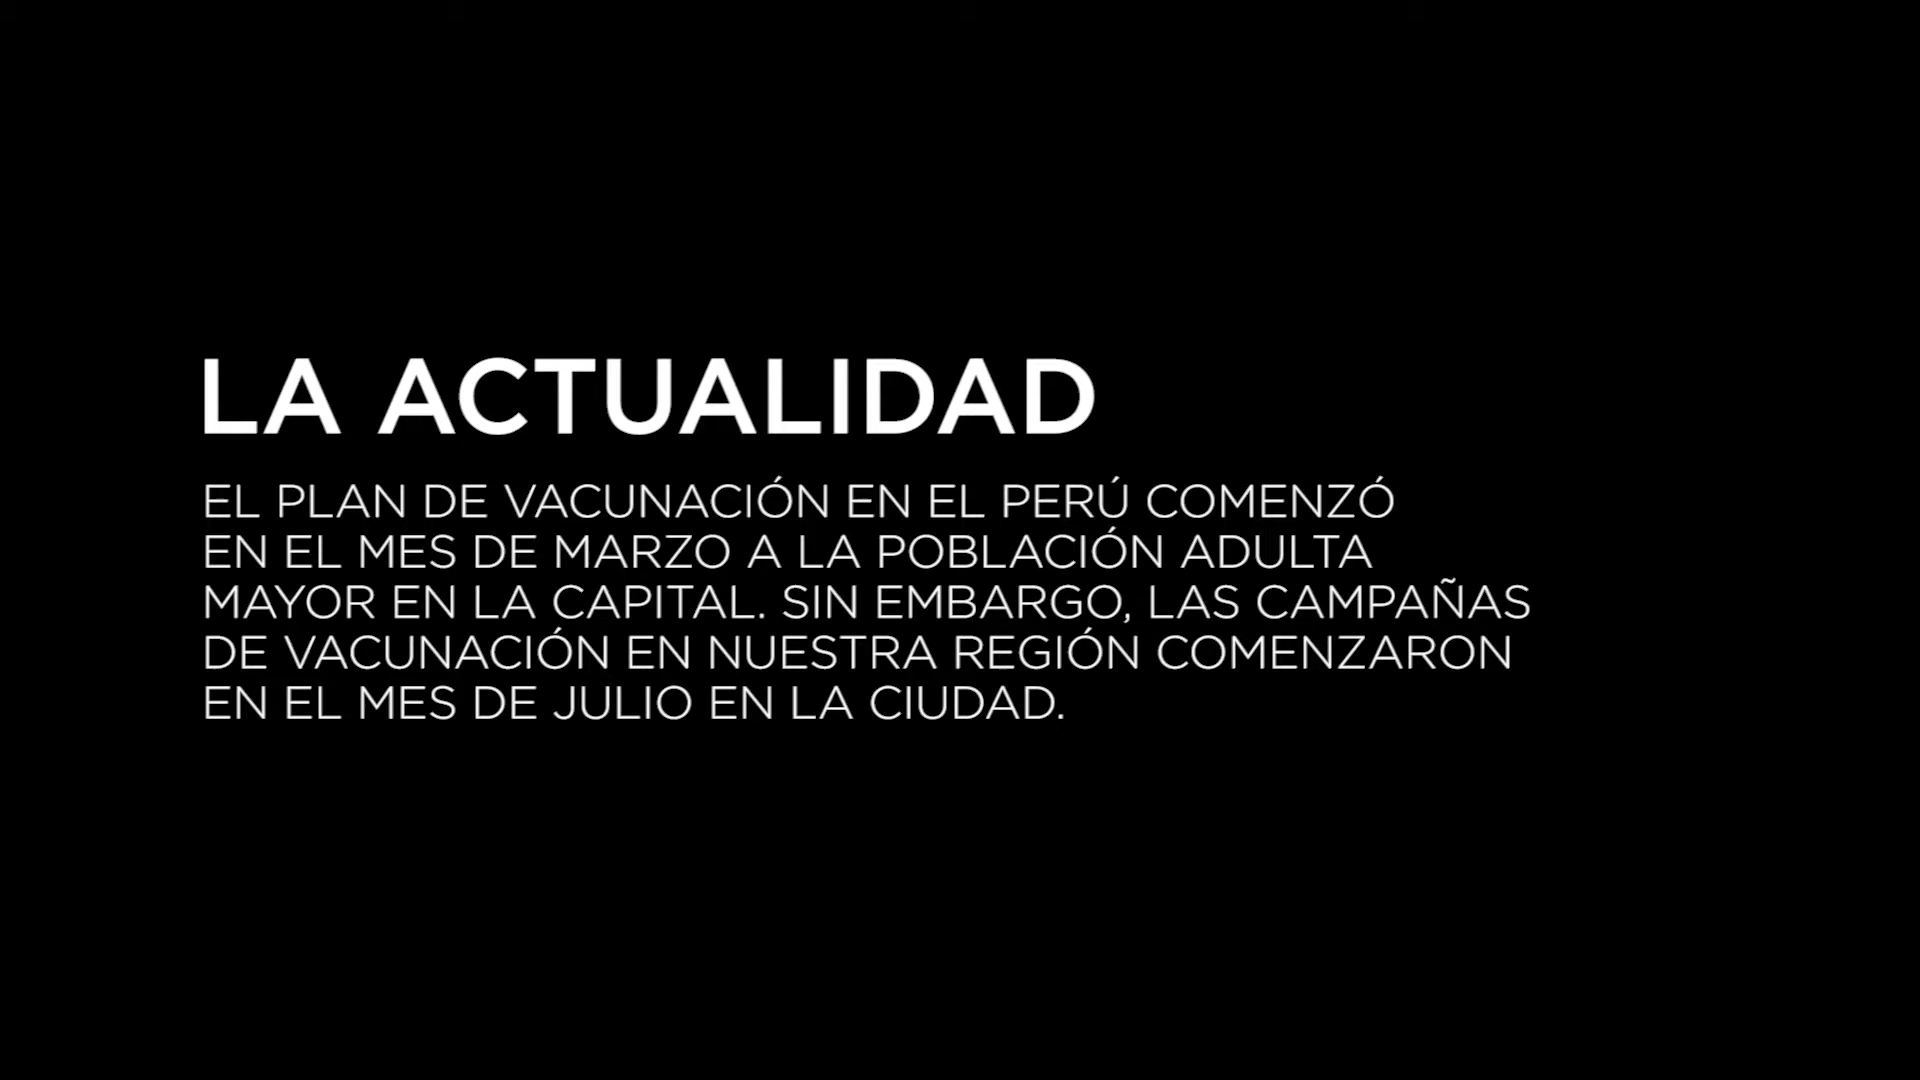 LA ACTUALIDAD
EL PLAN DE VACUNACIÓN EN EL PERÚ COMENZÓ
EN EL MES DE MARZO A LA POBLACIÓN ADULTA
MAYOR EN LA CAPITAL. SIN EMBARGO, LAS CAMPAÑAS
DE VACUNACIÓN EN NUESTRA REGIÓN COMENZARON
EN EL MES DE JULIO EN LA CIUDAD.